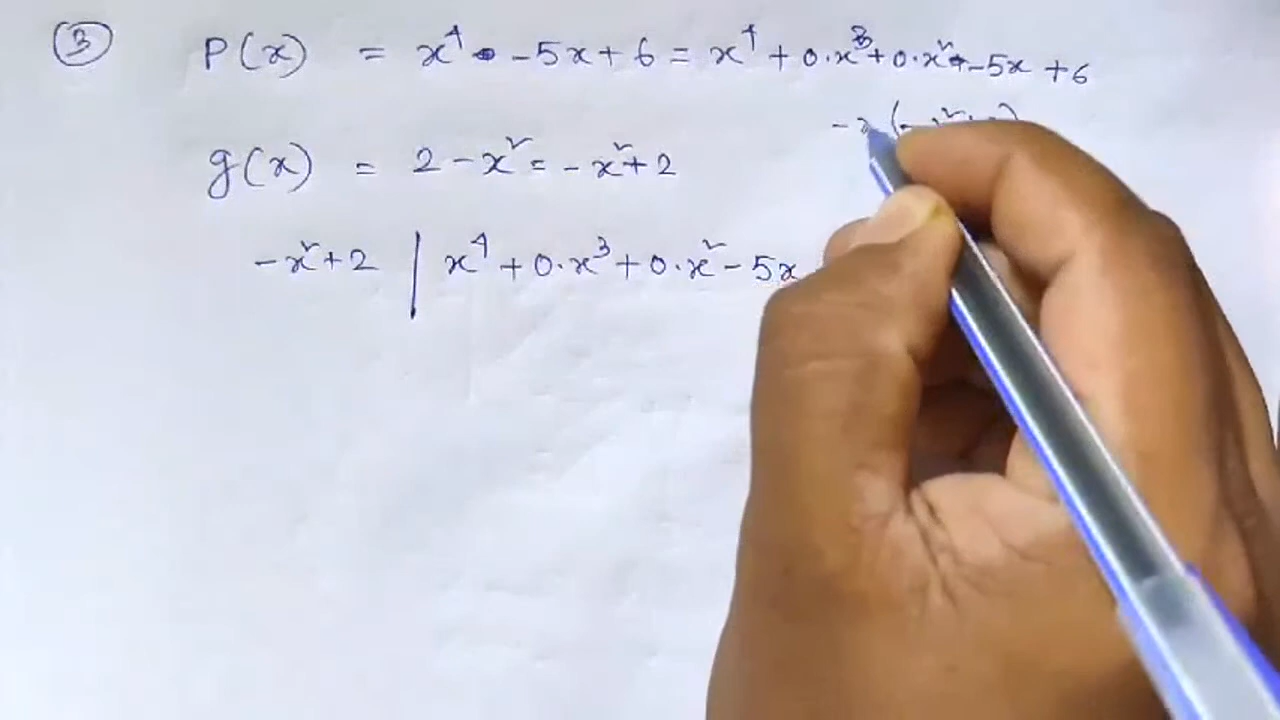 ③ P(x) = x⁴ - 5x + 6 = x⁴ + 0·x³ + 0·x² - 5x + 6
g(x) = 2 - x² = -x² + 2
-x² + 2 | x⁴ + 0·x³ + 0·x² - 5x